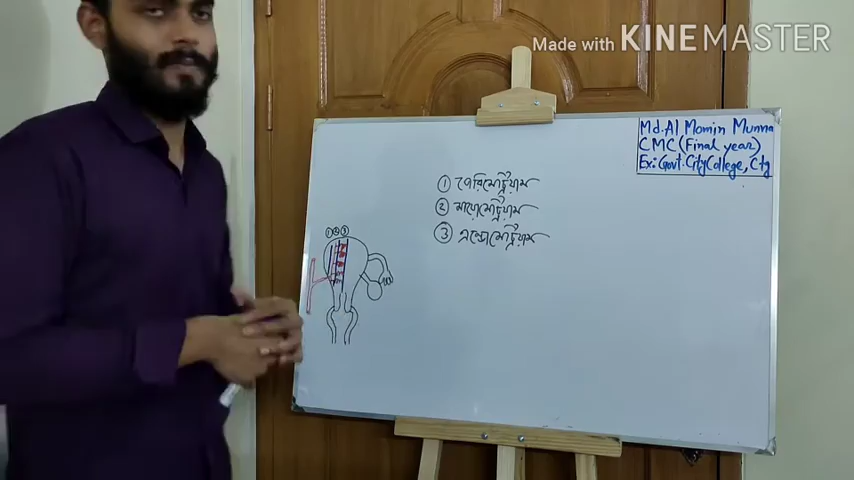 Made with KINEMASTER
Md. Al Momin Munna
CMC (Final year)
Ex: Govt. City College, Ctg
① পেরিমেট্রিয়াম
② মায়োমেট্রিয়াম
③ এন্ডোমেট্রিয়াম
①②③